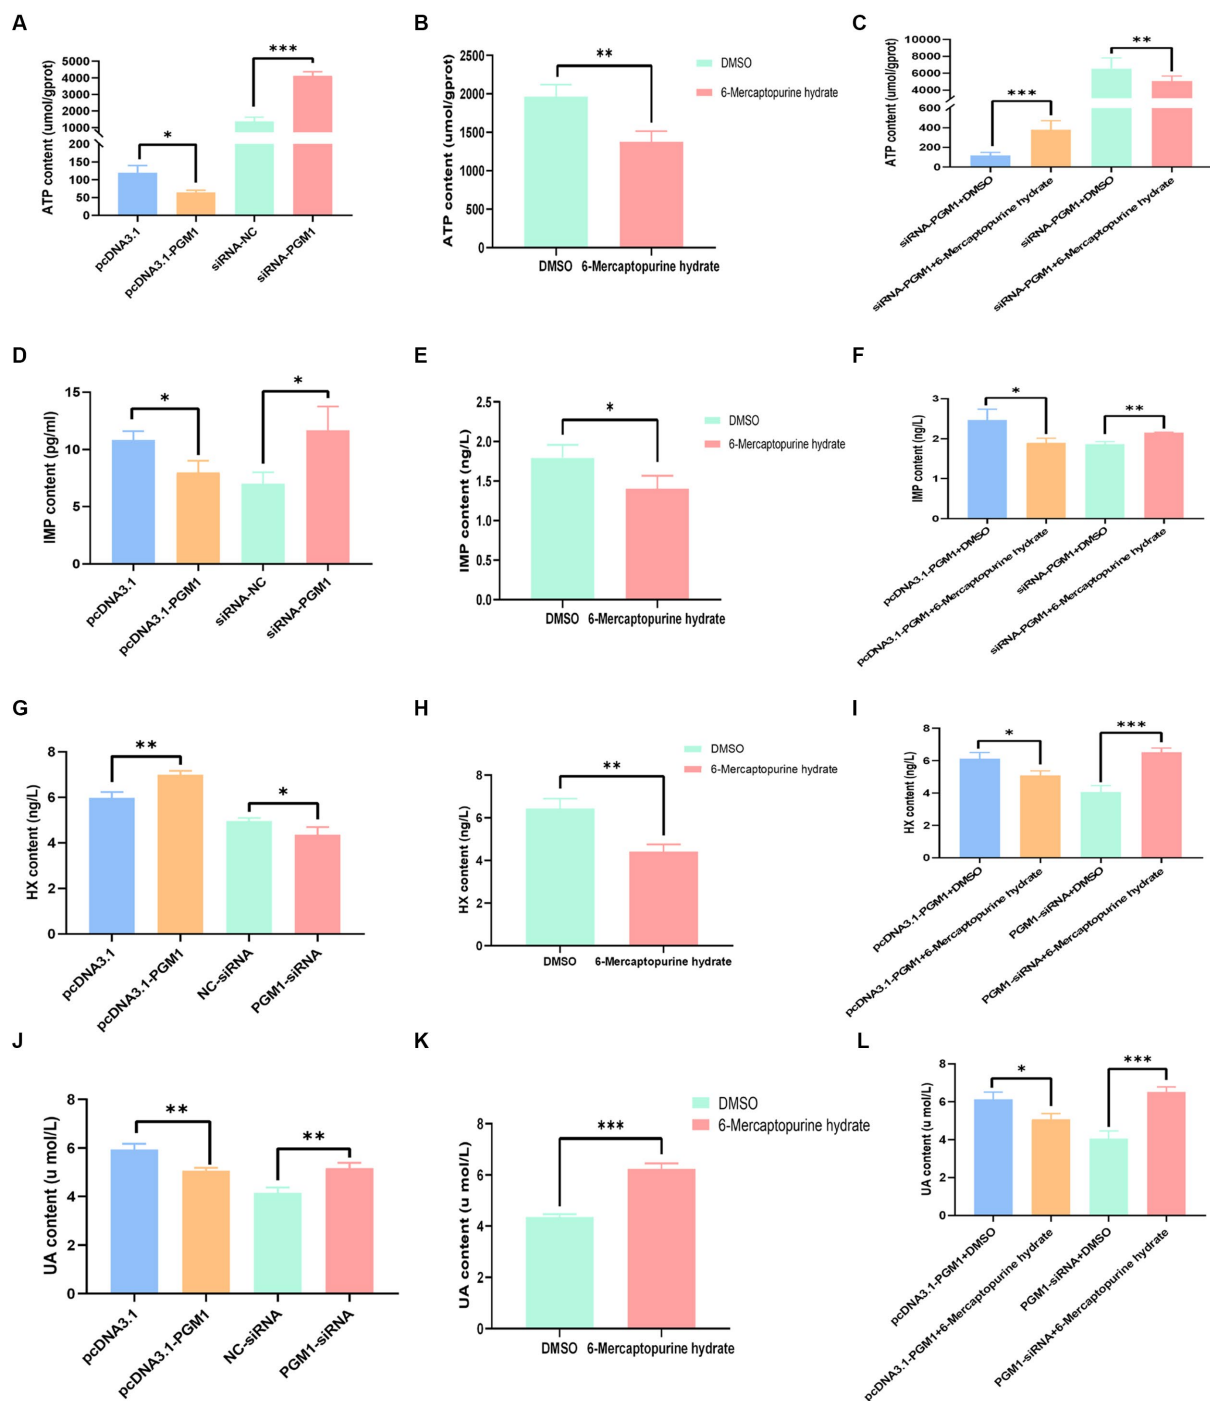 A
ATP content (umol/gprot)
5000
4000
3000
2000
1000
200
150
100
50
0
*
***
pcDNA3.1
pcDNA3.1-PGM1
siRNA-NC
siRNA-PGM1
B
ATP content (umol/gprot)
2500
2000
1500
1000
500
0
**
DMSO
6-Mercaptopurine hydrate
DMSO
6-Mercaptopurine hydrate
C
ATP content (umol/gprot)
10000
8000
6000
4000
600
400
200
0
***
**
siRNA-PGM1+DMSO
siRNA-PGM1+6-Mercaptopurine hydrate
siRNA-PGM1+DMSO
siRNA-PGM1+6-Mercaptopurine hydrate
D
IMP content (pg/ml)
15
10
5
0
*
*
pcDNA3.1
pcDNA3.1-PGM1
siRNA-NC
siRNA-PGM1
E
IMP content (ng/L)
2.5
2.0
1.5
1.0
0.5
0.0
*
DMSO
6-Mercaptopurine hydrate
DMSO
6-Mercaptopurine hydrate
F
IMP content (ng/L)
3
2
1
0
*
**
pcDNA3.1-PGM1+DMSO
pcDNA3.1-PGM1+6-Mercaptopurine hydrate
siRNA-PGM1+DMSO
siRNA-PGM1+6-Mercaptopurine hydrate
G
HX content (ng/L)
8
6
4
2
0
**
*
pcDNA3.1
pcDNA3.1-PGM1
NC-siRNA
PGM1-siRNA
H
HX content (ng/L)
8
6
4
2
0
**
DMSO
6-Mercaptopurine hydrate
DMSO
6-Mercaptopurine hydrate
I
HX content (ng/L)
8
6
4
2
0
*
***
pcDNA3.1-PGM1+DMSO
pcDNA3.1-PGM1+6-Mercaptopurine hydrate
PGM1-siRNA+DMSO
PGM1-siRNA+6-Mercaptopurine hydrate
J
UA content (u mol/L)
8
6
4
2
0
**
**
pcDNA3.1
pcDNA3.1-PGM1
NC-siRNA
PGM1-siRNA
K
UA content (u mol/L)
8
6
4
2
0
***
DMSO
6-Mercaptopurine hydrate
DMSO
6-Mercaptopurine hydrate
L
UA content (u mol/L)
8
6
4
2
0
*
***
pcDNA3.1-PGM1+DMSO
pcDNA3.1-PGM1+6-Mercaptopurine hydrate
PGM1-siRNA+DMSO
PGM1-siRNA+6-Mercaptopurine hydrate